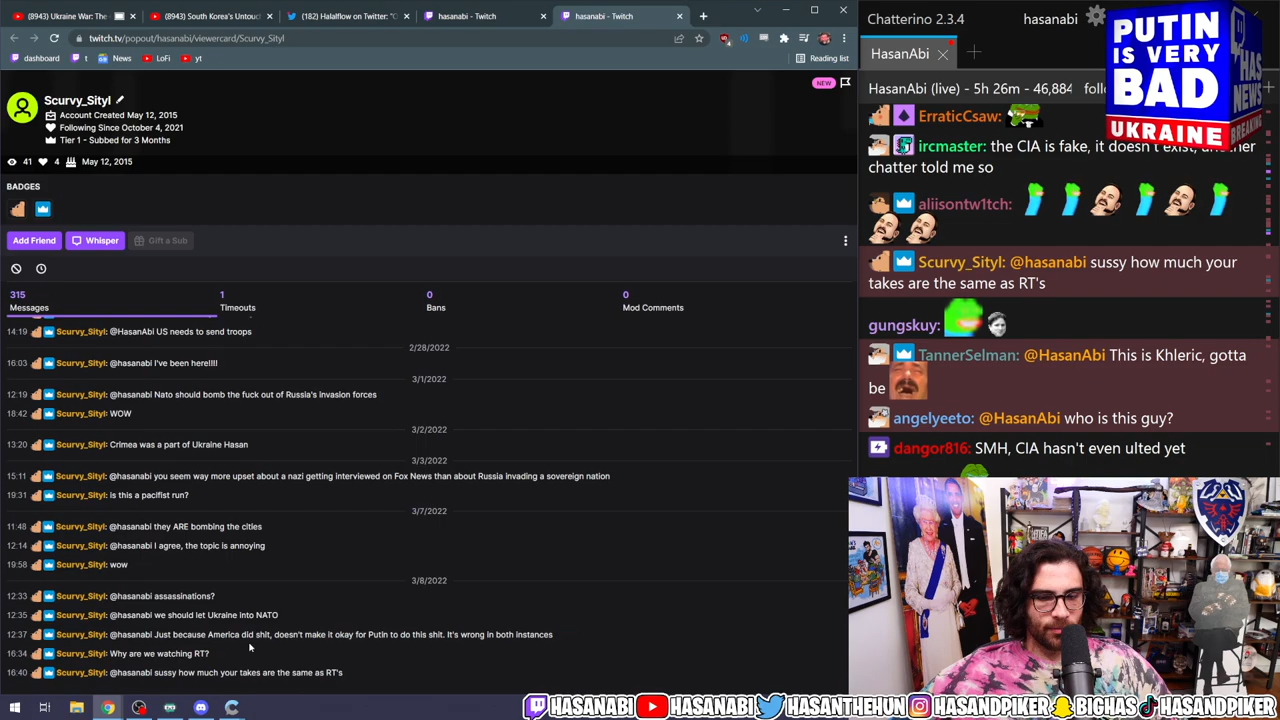 (8943) Ukraine War: The
(8943) South Korea's Untouc
(182) Halalflow on Twitter: "C
hasanabi - Twitch
hasanabi - Twitch
twitch.tv/popout/hasanabi/viewercard/Scurvy_Sityl
dashboard
t
News
LoFi
yt
Reading list
NEW
Scurvy_Sityl
Account Created May 12, 2015
Following Since October 4, 2021
Tier 1 - Subbed for 3 Months
41
4
May 12, 2015
BADGES
Add Friend
Whisper
Gift a Sub
315
Messages
1
Timeouts
0
Bans
0
Mod Comments
14:19 Scurvy_Sityl: @HasanAbi US needs to send troops
2/28/2022
16:03 Scurvy_Sityl: @hasanabi I've been here!!!!
3/1/2022
12:19 Scurvy_Sityl: @hasanabi Nato should bomb the fuck out of Russia's invasion forces
18:42 Scurvy_Sityl: WOW
3/2/2022
13:20 Scurvy_Sityl: Crimea was a part of Ukraine Hasan
3/3/2022
15:11 Scurvy_Sityl: @hasanabi you seem way more upset about a nazi getting interviewed on Fox News than about Russia invading a sovereign nation
19:31 Scurvy_Sityl: is this a pacifist run?
3/7/2022
11:48 Scurvy_Sityl: @hasanabi they ARE bombing the cities
12:14 Scurvy_Sityl: @hasanabi I agree, the topic is annoying
19:58 Scurvy_Sityl: wow
3/8/2022
12:33 Scurvy_Sityl: @hasanabi assassinations?
12:35 Scurvy_Sityl: @hasanabi we should let Ukraine into NATO
12:37 Scurvy_Sityl: @hasanabi Just because America did shit, doesn't make it okay for Putin to do this shit. It's wrong in both instances
16:34 Scurvy_Sityl: Why are we watching RT?
16:40 Scurvy_Sityl: @hasanabi sussy how much your takes are the same as RT's
Chatterino 2.3.4
hasanabi
HasanAbi
HasanAbi (live) - 5h 26m - 46,884
PUTIN
IS VERY
BAD
UKRAINE
HAS
NEWS
BREAKING
ErraticCsaw:
ircmaster: the CIA is fake, it doesn't exist, another
chatter told me so
aliisontw1tch:
Scurvy_Sityl: @hasanabi sussy how much your
takes are the same as RT's
gungskuy:
TannerSelman: @HasanAbi This is Khleric, gotta
be
angelyeeto: @HasanAbi who is this guy?
dangor816: SMH, CIA hasn't even ulted yet
HASANABI
HASANABI
HASANTHEHUN
HASANDPIKER
BIGHAS
HASANDPIKER